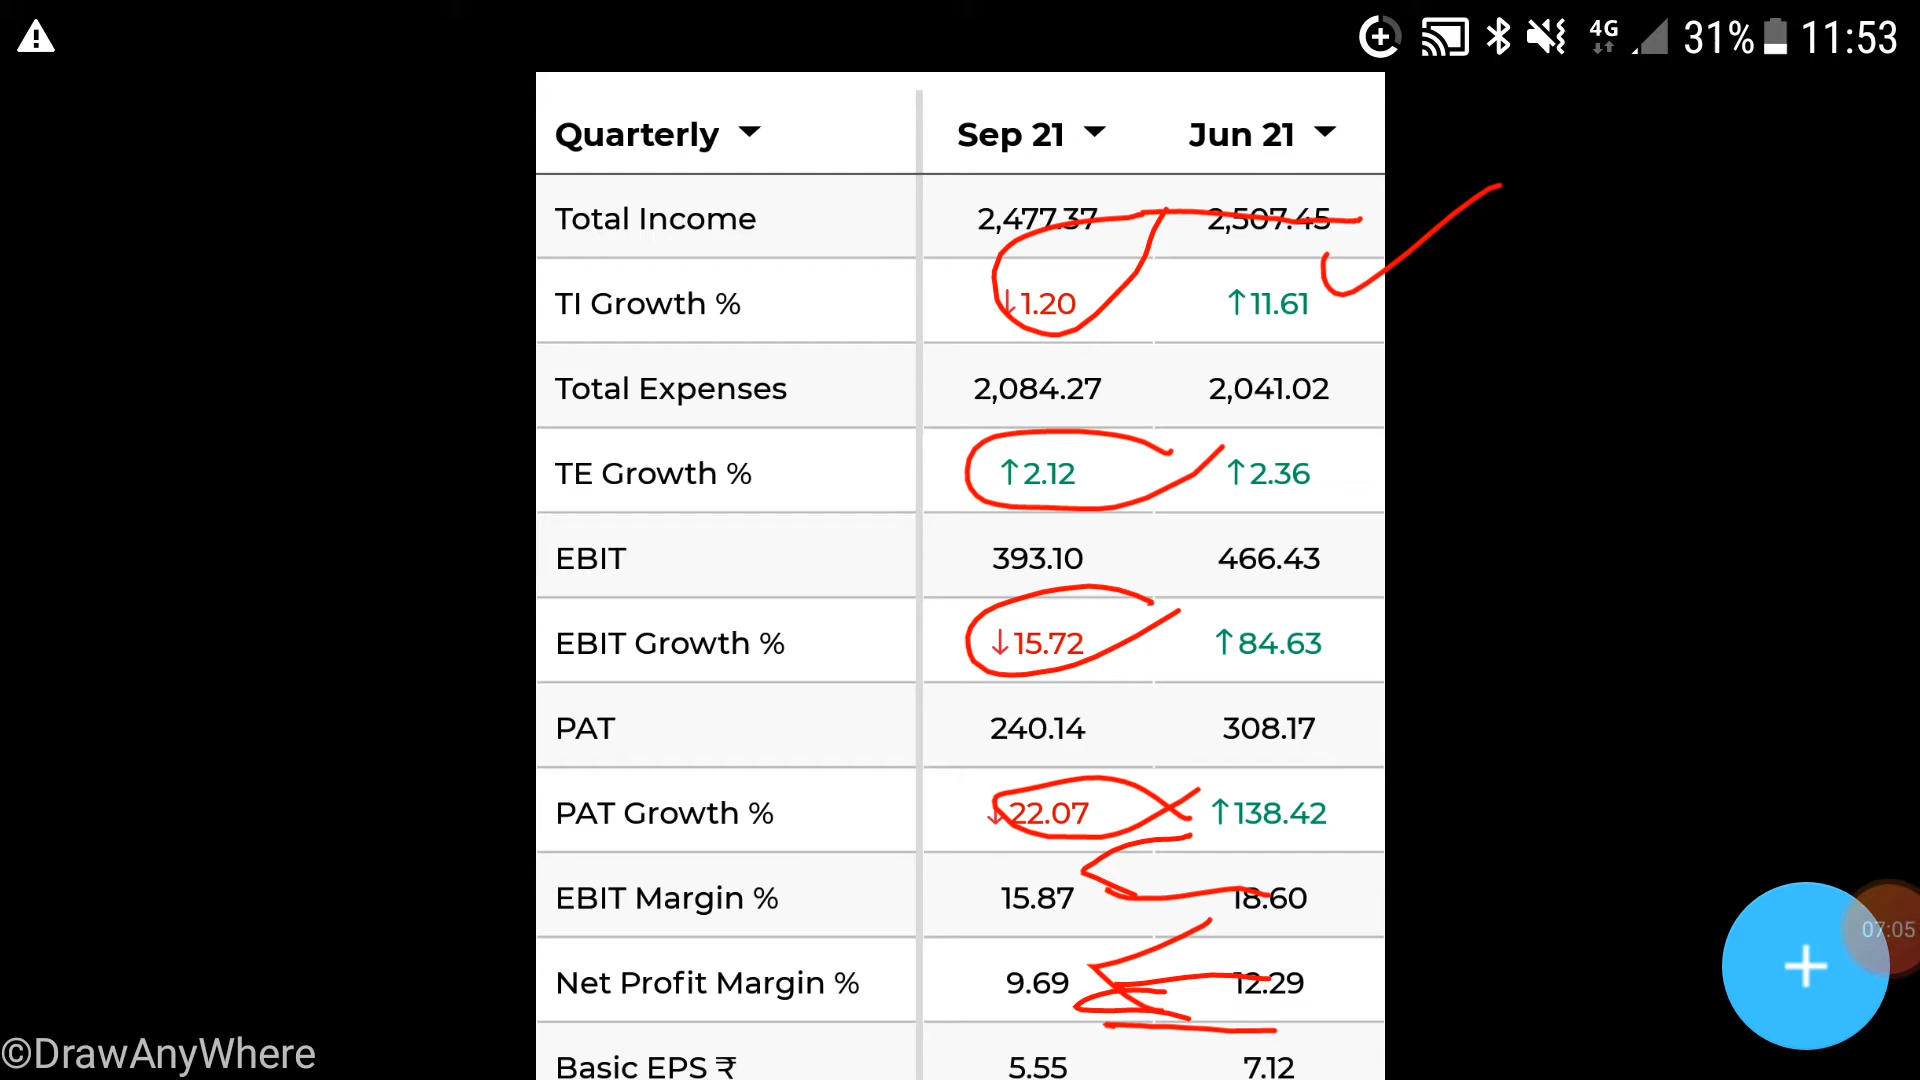 4G 31% 11:53
Quarterly Sep 21 Jun 21
Total Income 2,477.37 2,507.45
TI Growth % ↓1.20 ↑11.61
Total Expenses 2,084.27 2,041.02
TE Growth % ↑2.12 ↑2.36
EBIT 393.10 466.43
EBIT Growth % ↓15.72 ↑84.63
PAT 240.14 308.17
PAT Growth % ↓22.07 ↑138.42
EBIT Margin % 15.87 18.60
07:05
Net Profit Margin % 9.69 12.29
Basic EPS ₹ 5.55 7.12
©DrawAnyWhere